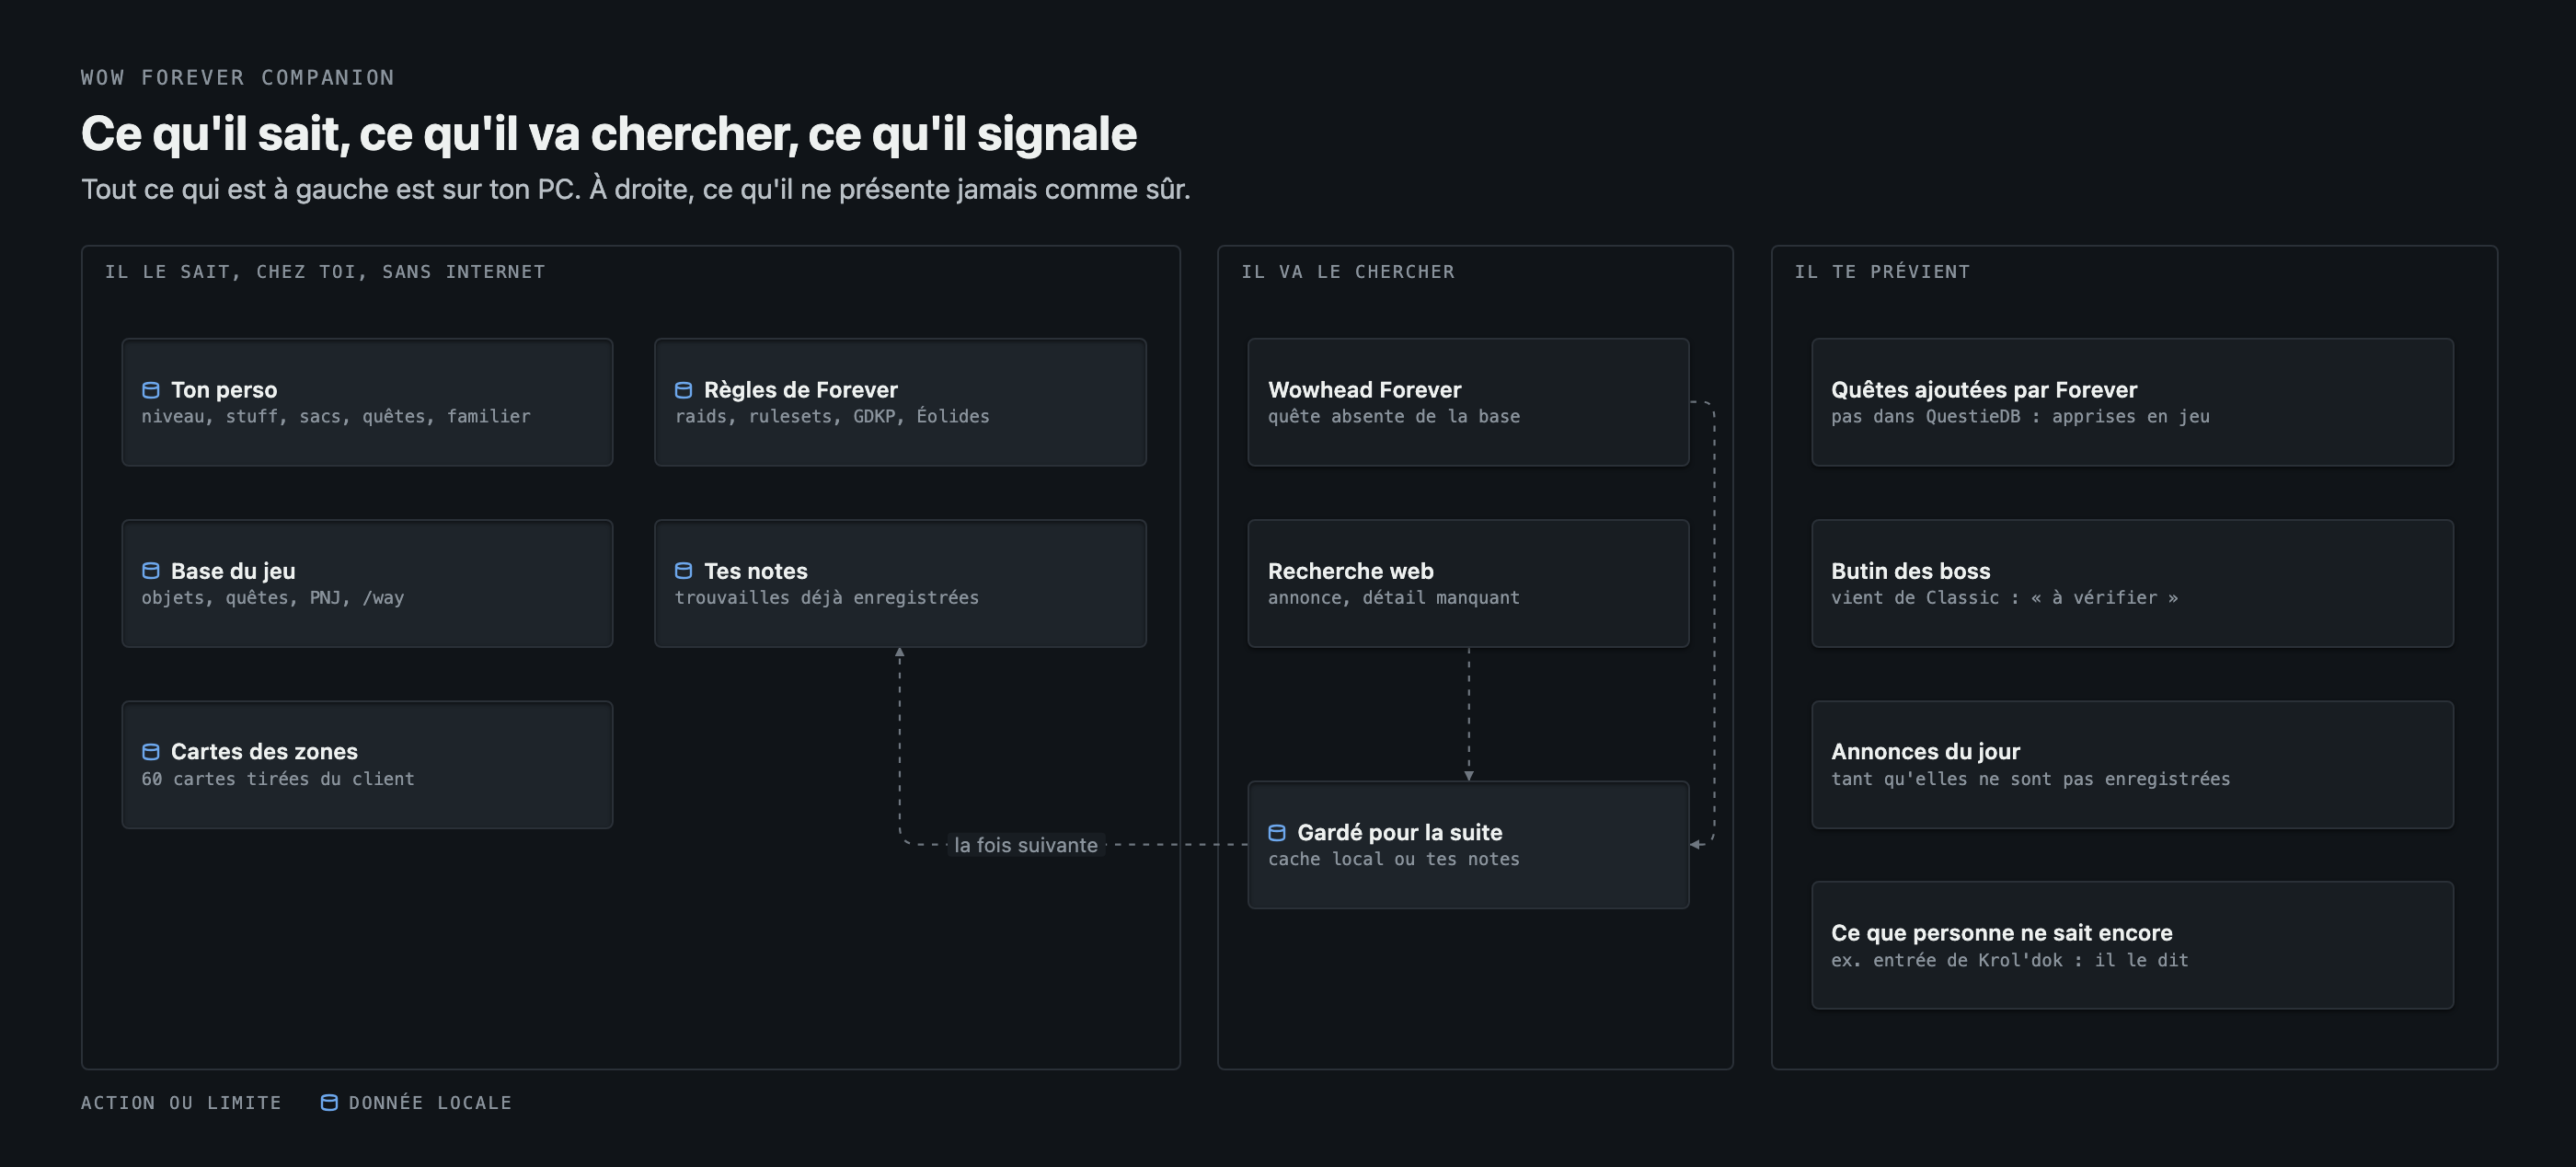 WOW FOREVER COMPANION
Ce qu'il sait, ce qu'il va chercher, ce qu'il signale
Tout ce qui est à gauche est sur ton PC. À droite, ce qu'il ne présente jamais comme sûr.
IL LE SAIT, CHEZ TOI, SANS INTERNET
Ton perso
niveau, stuff, sacs, quêtes, familier
Règles de Forever
raids, rulesets, GDKP, Éolides
Base du jeu
objets, quêtes, PNJ, /way
Tes notes
trouvailles déjà enregistrées
Cartes des zones
60 cartes tirées du client
la fois suivante
IL VA LE CHERCHER
Wowhead Forever
quête absente de la base
Recherche web
annonce, détail manquant
Gardé pour la suite
cache local ou tes notes
IL TE PRÉVIENT
Quêtes ajoutées par Forever
pas dans QuestieDB : apprises en jeu
Butin des boss
vient de Classic : « à vérifier »
Annonces du jour
tant qu'elles ne sont pas enregistrées
Ce que personne ne sait encore
ex. entrée de Krol'dok : il le dit
ACTION OU LIMITE
DONNÉE LOCALE